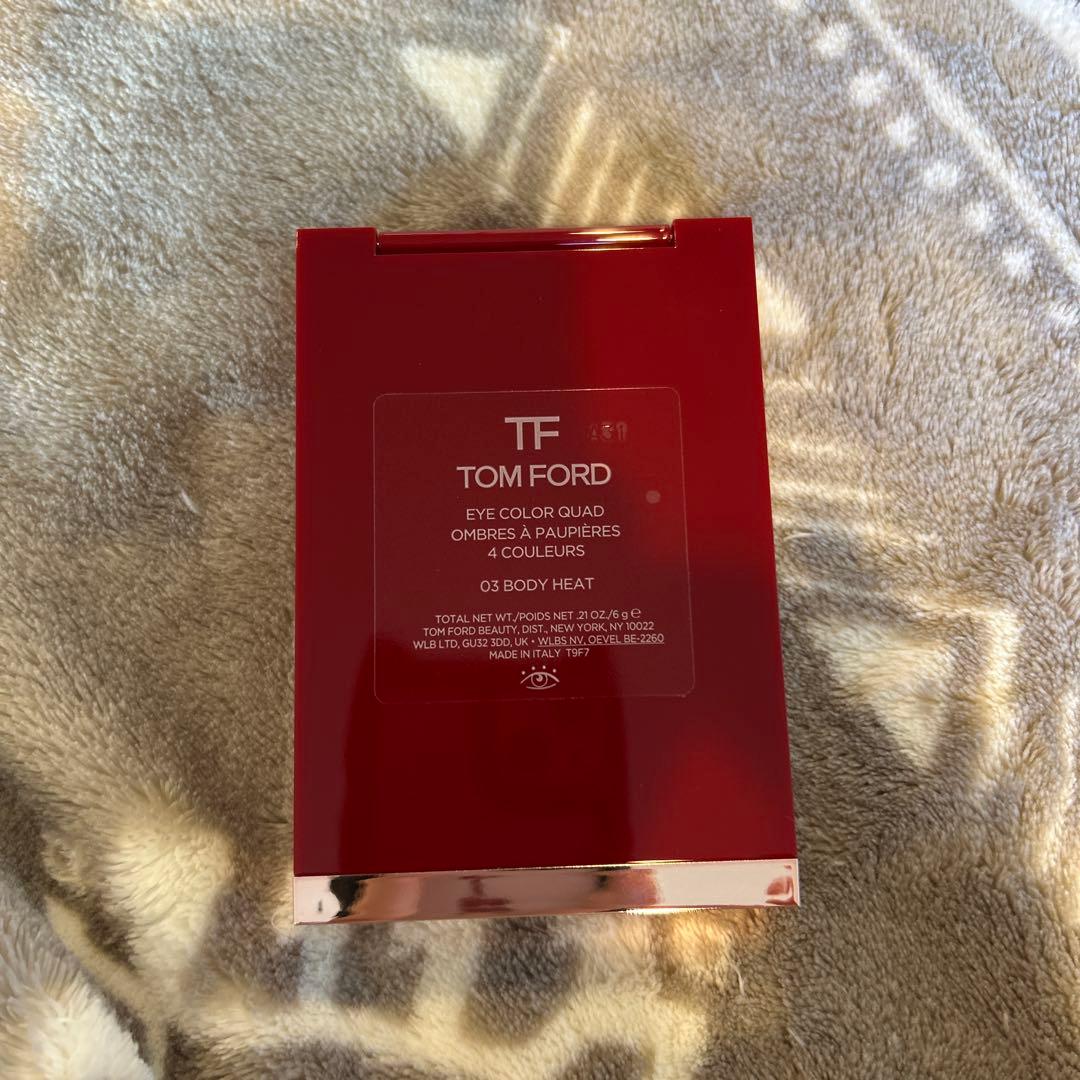 TF A31
TOM FORD
EYE COLOR QUAD
OMBRES À PAUPIÈRES
4 COULEURS
03 BODY HEAT
TOTAL NET WT./POIDS NET .21 OZ./6 g ℮
TOM FORD BEAUTY, DIST., NEW YORK, NY 10022
WLB LTD, GU32 3DD, UK • WLBS NV, OEVEL BE-2260
MADE IN ITALY T9F7